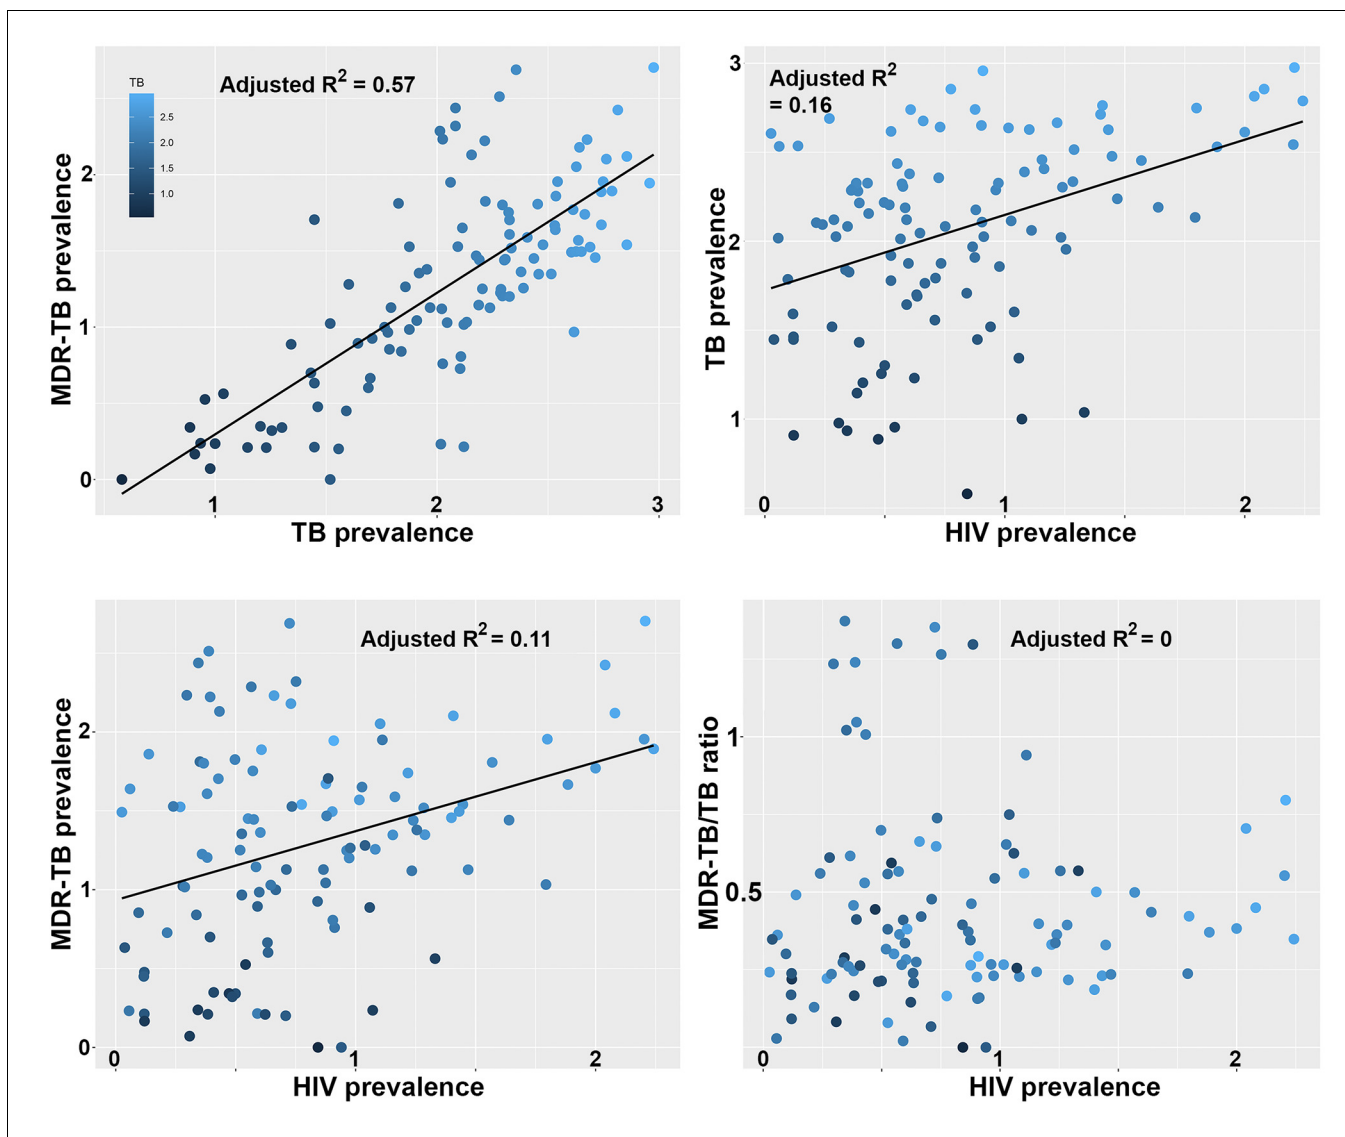 TB
2.5
2.0
1.5
1.0
Adjusted R2 = 0.57
MDR-TB prevalence
2
1
0
1
2
3
TB prevalence
Adjusted R2
= 0.16
TB prevalence
3
2
1
0
1
2
HIV prevalence
Adjusted R2 = 0.11
MDR-TB prevalence
2
1
0
0
1
2
HIV prevalence
Adjusted R2 = 0
MDR-TB/TB ratio
1
0.5
0
1
2
HIV prevalence